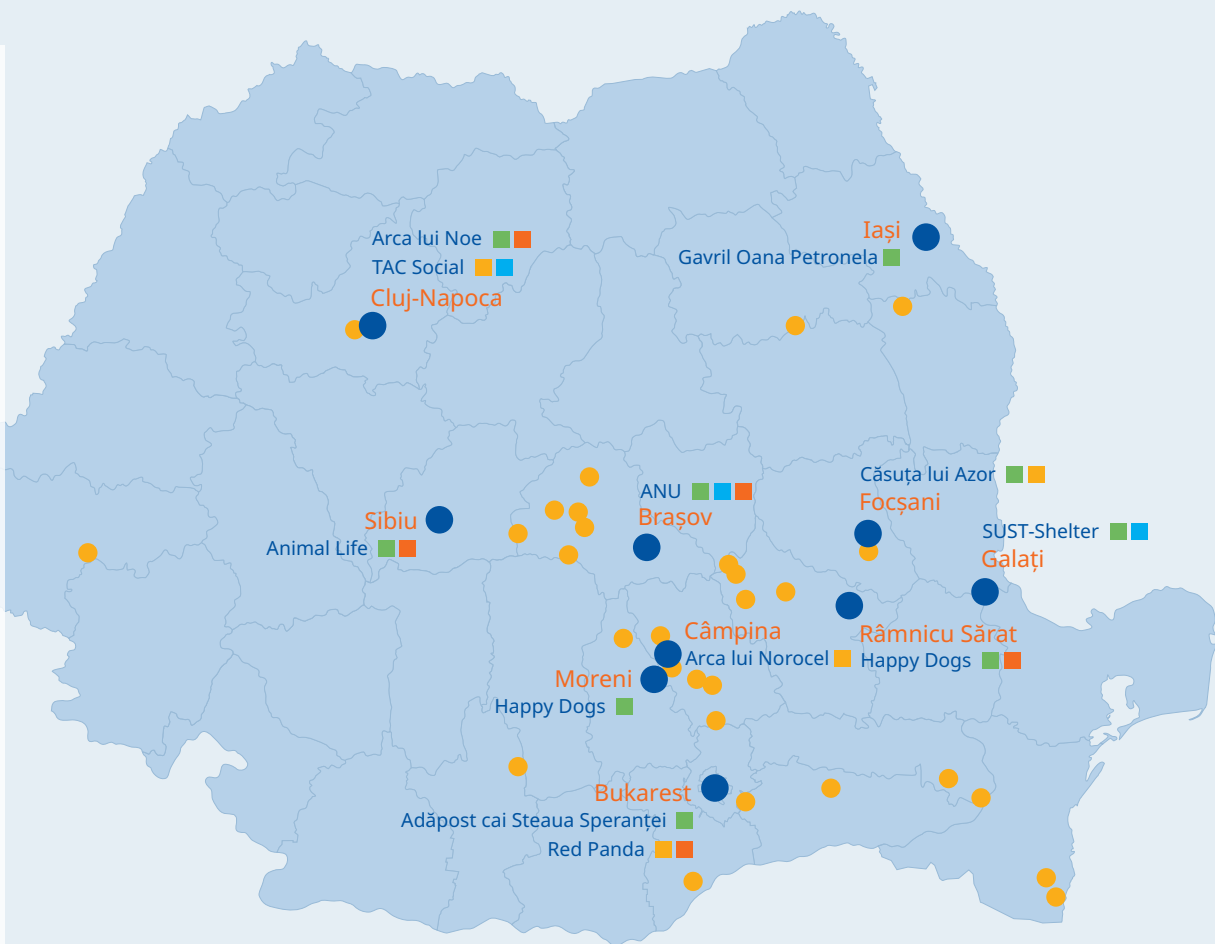 Iași
Gavril Oana Petronela
Arca lui Noe
TAC Social
Cluj-Napoca
Căsuța lui Azor
Focșani
ANU
Brașov
Sibiu
Animal Life
SUST-Shelter
Galați
Câmpina
Arca lui Norocel
Râmnicu Sărat
Happy Dogs
Moreni
Happy Dogs
Bukarest
Adăpost cai Steaua Speranței
Red Panda